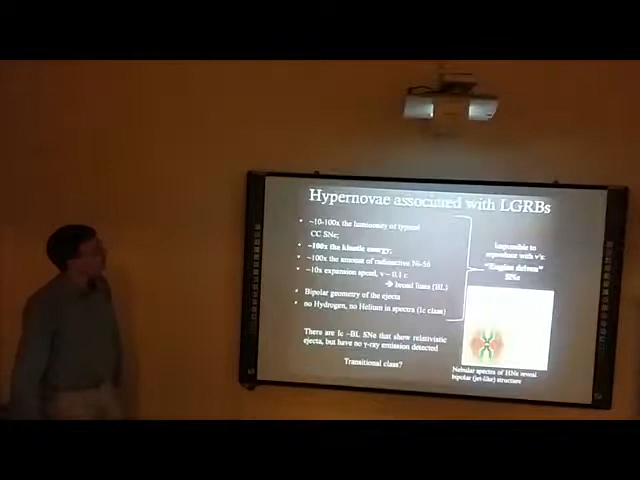 Hypernovae associated with LGRBs
• ~10-100x the luminosity of typical
CC SNe;
• ~100x the kinetic energy;
• ~100x the amount of radioactive Ni-56
• ~10x expansion speed, v~ 0.1 c
→ broad lines (BL)
• Bipolar geometry of the ejecta
• no Hydrogen, no Helium in spectra (Ic class)
Impossible to
reproduce with ν's:
"Engine driven"
SNe
There are Ic –BL SNe that show relativistic
ejecta, but have no γ-ray emission detected
Transitional class?
Nebular spectra of HNe reveal
bipolar (jet-like) structure